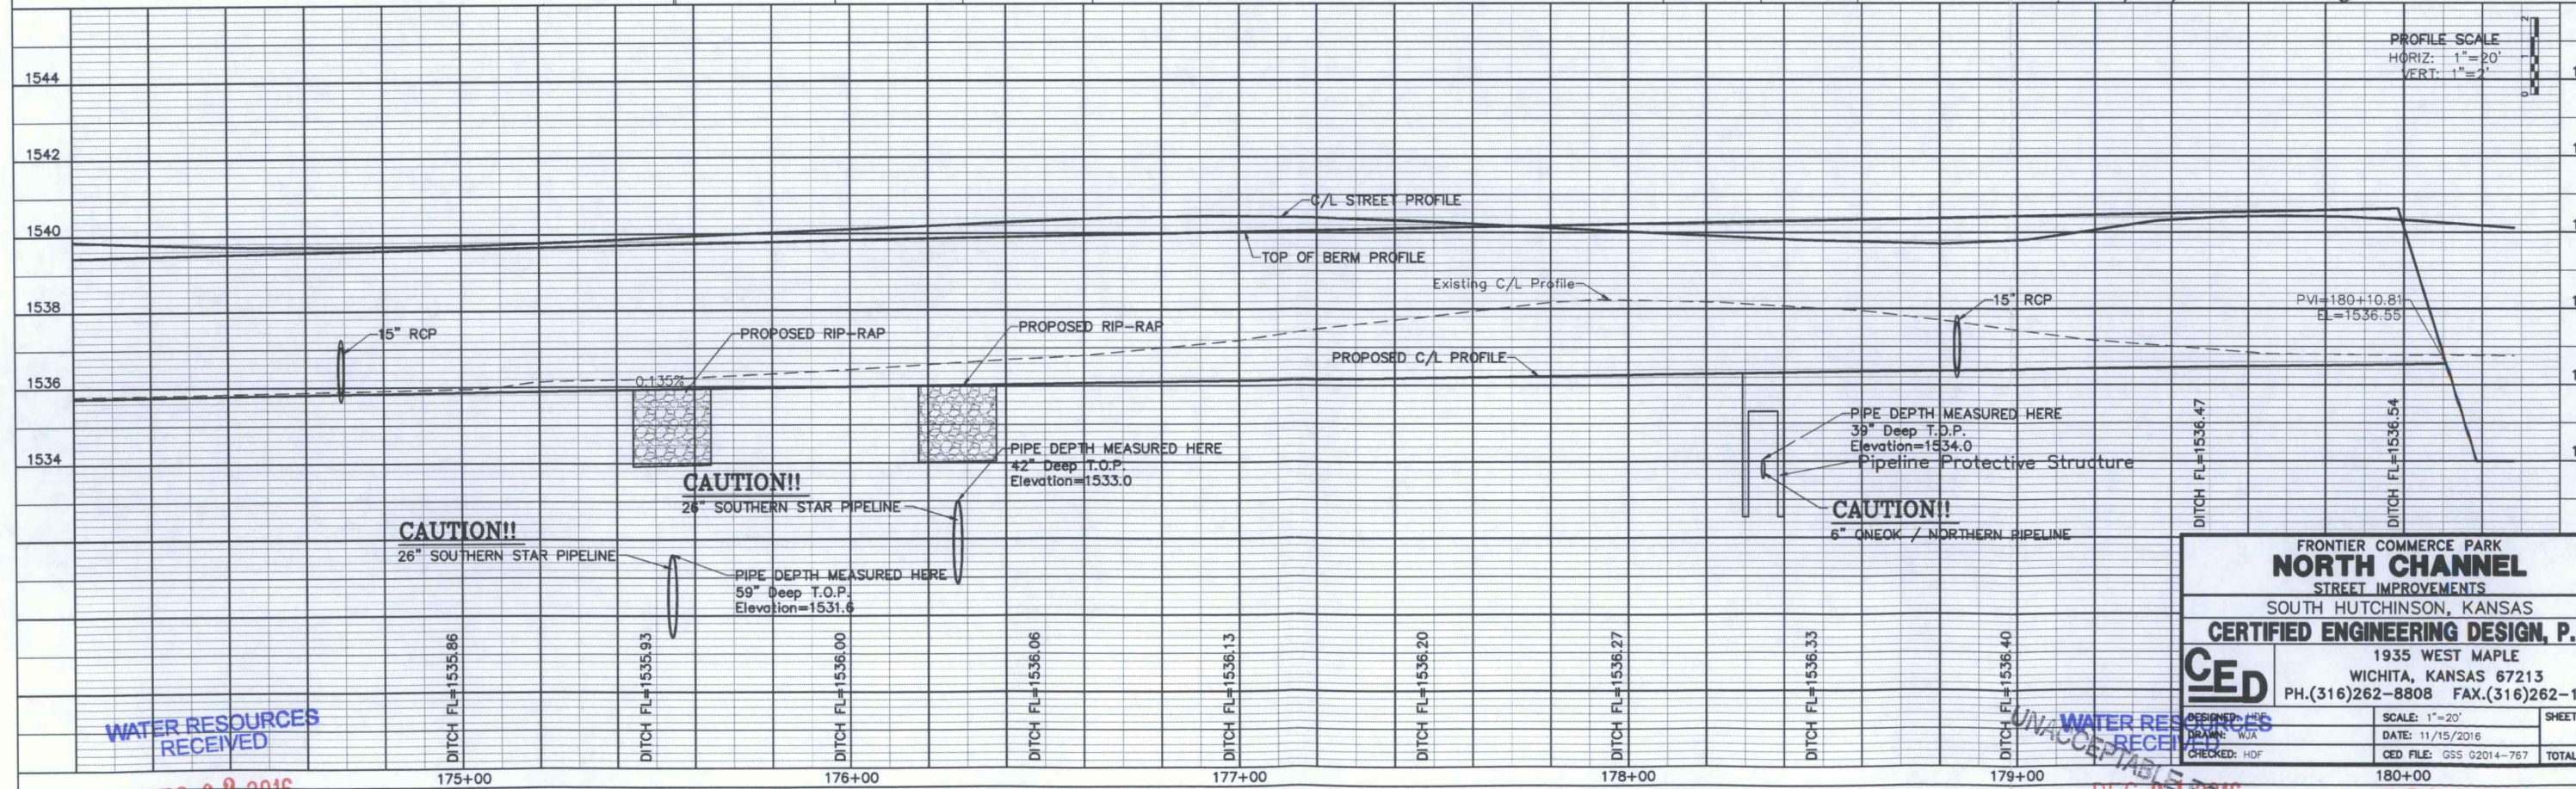 PROFILE SCALE
HORIZ: 1"=20'
VERT: 1"=2'
0 1 2
1544
1542
1540
1538
1536
1534
C/L STREET PROFILE
TOP OF BERM PROFILE
Existing C/L Profile
15" RCP
PROPOSED RIP-RAP
PROPOSED RIP-RAP
PROPOSED C/L PROFILE
15" RCP
PVI=180+10.81
EL=1536.55
0.135%
PIPE DEPTH MEASURED HERE
42" Deep T.O.P.
Elevation=1533.0
CAUTION!!
26" SOUTHERN STAR PIPELINE
CAUTION!!
26" SOUTHERN STAR PIPELINE
PIPE DEPTH MEASURED HERE
59" Deep T.O.P.
Elevation=1531.6
PIPE DEPTH MEASURED HERE
39" Deep T.O.P.
Elevation=1534.0
Pipeline Protective Structure
CAUTION!!
6" ONEOK / NORTHERN PIPELINE
DITCH FL=1535.86
DITCH FL=1535.93
DITCH FL=1536.00
DITCH FL=1536.06
DITCH FL=1536.13
DITCH FL=1536.20
DITCH FL=1536.27
DITCH FL=1536.33
DITCH FL=1536.40
DITCH FL=1536.47
DITCH FL=1536.54
175+00
176+00
177+00
178+00
179+00
180+00
WATER RESOURCES
RECEIVED
2016
WATER RESOURCES
RECEIVED
UNACCEPTABLE
FRONTIER COMMERCE PARK
NORTH CHANNEL
STREET IMPROVEMENTS
SOUTH HUTCHINSON, KANSAS
CERTIFIED ENGINEERING DESIGN, P.
CED
1935 WEST MAPLE
WICHITA, KANSAS 67213
PH.(316)262-8808 FAX.(316)262-1
DESIGNED: HDF
DRAWN: WJA
CHECKED: HDF
SCALE: 1"=20'
DATE: 11/15/2016
CED FILE: GSS G2014-767
SHEET
TOTAL